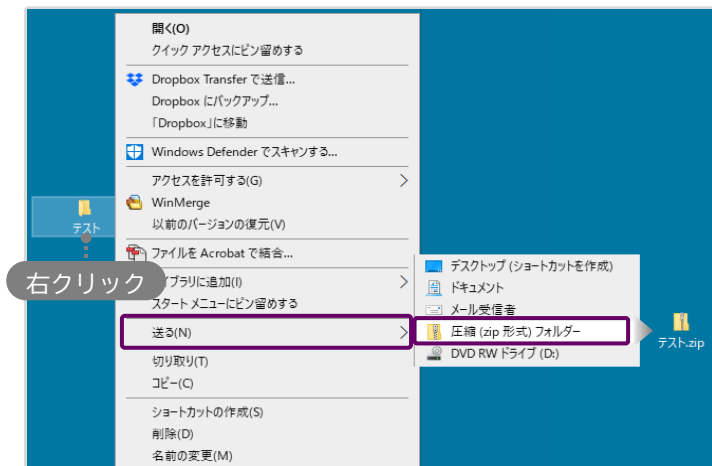 開く(O)
クイック アクセスにピン留めする
Dropbox Transfer で送信...
Dropbox にバックアップ...
「Dropbox」に移動
Windows Defender でスキャンする...
アクセスを許可する(G)
WinMerge
以前のバージョンの復元(V)
テスト
ファイルを Acrobat で結合...
右クリック
イブラリに追加(I)
スタート メニューにピン留めする
送る(N)
切り取り(T)
コピー(C)
ショートカットの作成(S)
削除(D)
名前の変更(M)
デスクトップ (ショートカットを作成)
ドキュメント
メール受信者
圧縮 (zip 形式) フォルダー
DVD RW ドライブ (D:)
テスト.zip